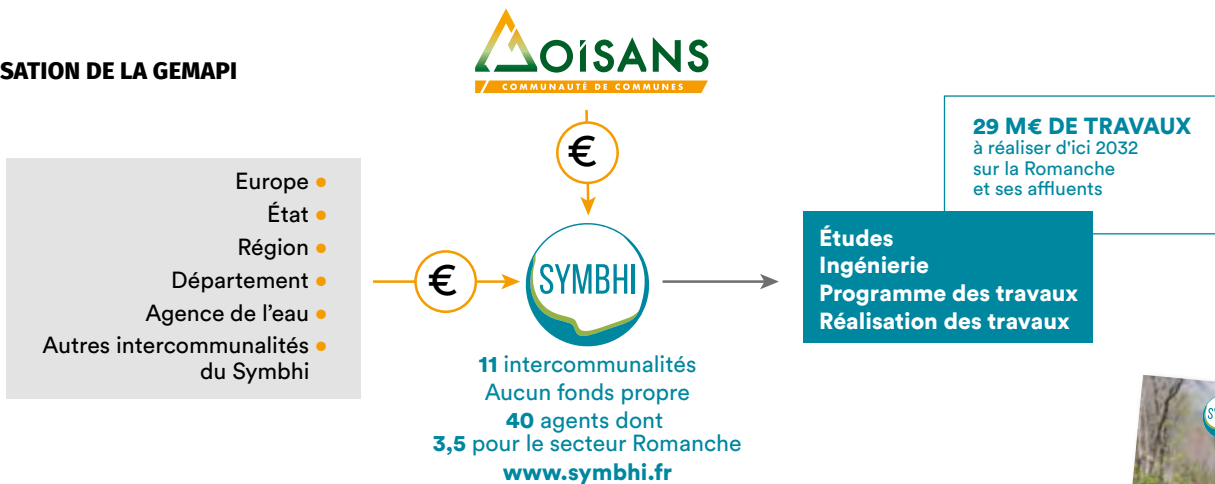 SATION DE LA GEMAPI
OISANS
COMMUNAUTÉ DE COMMUNES
€
29 M€ DE TRAVAUX
à réaliser d'ici 2032
sur la Romanche
et ses affluents
Europe
État
Région
Département
Agence de l'eau
Autres intercommunalités
du Symbhi
€
SYMBHI
Études
Ingénierie
Programme des travaux
Réalisation des travaux
11 intercommunalités
Aucun fonds propre
40 agents dont
3,5 pour le secteur Romanche
www.symbhi.fr